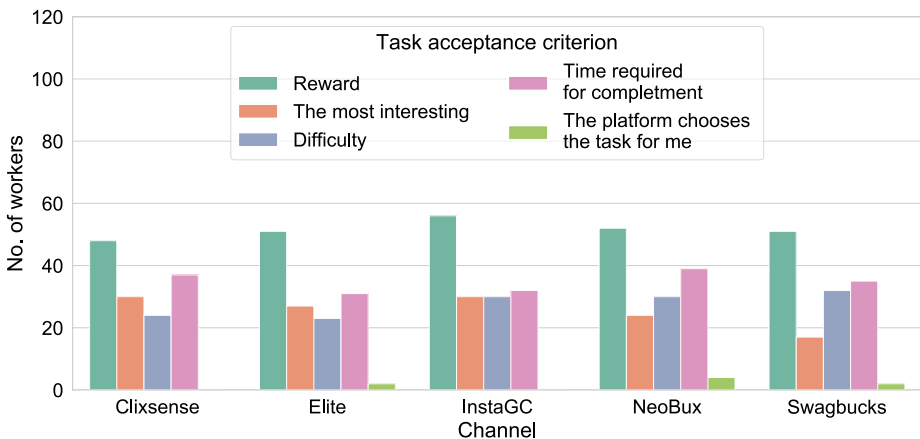 120
100
80
60
40
20
0
No. of workers
Task acceptance criterion
Reward
The most interesting
Difficulty
Time required
for completment
The platform chooses
the task for me
Clixsense
Elite
InstaGC
NeoBux
Swagbucks
Channel